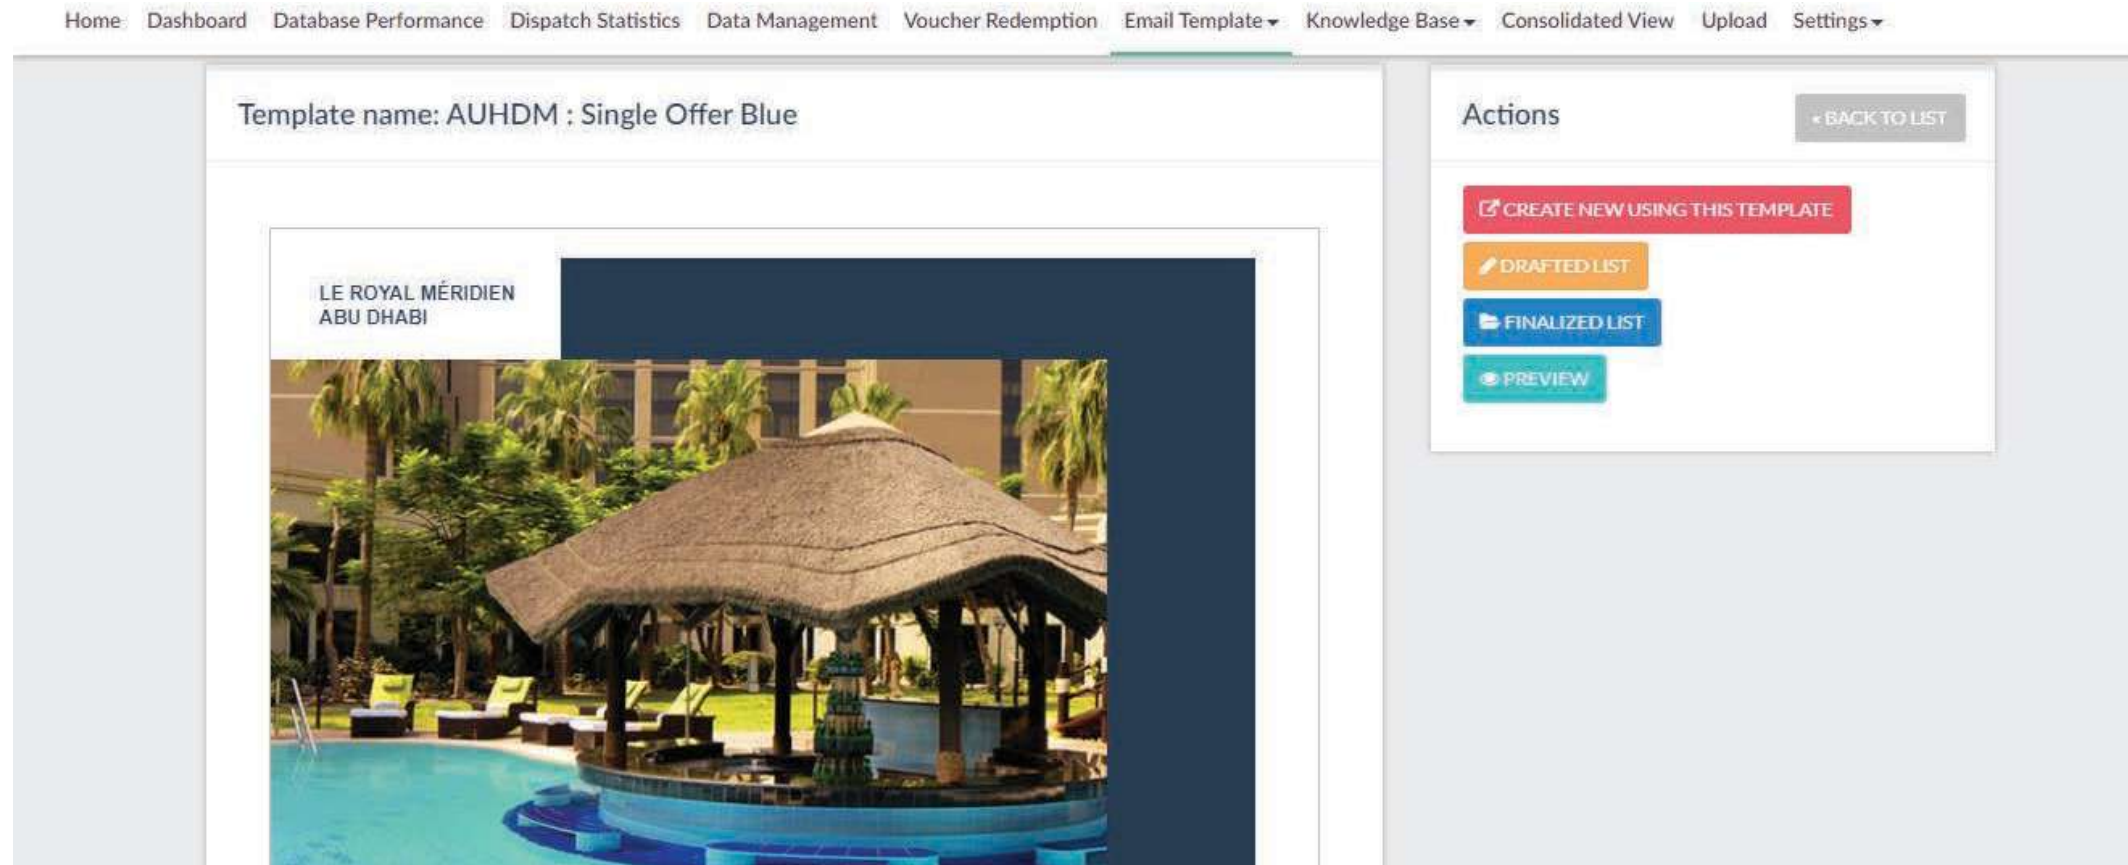 Home Dashboard Database Performance Dispatch Statistics Data Management Voucher Redemption Email Template Knowledge Base Consolidated View Upload Settings
Template name: AUHDM : Single Offer Blue
LE ROYAL MÉRIDIEN
ABU DHABI
Actions
« BACK TO LIST
CREATE NEW USING THIS TEMPLATE
DRAFTED LIST
FINALIZED LIST
PREVIEW